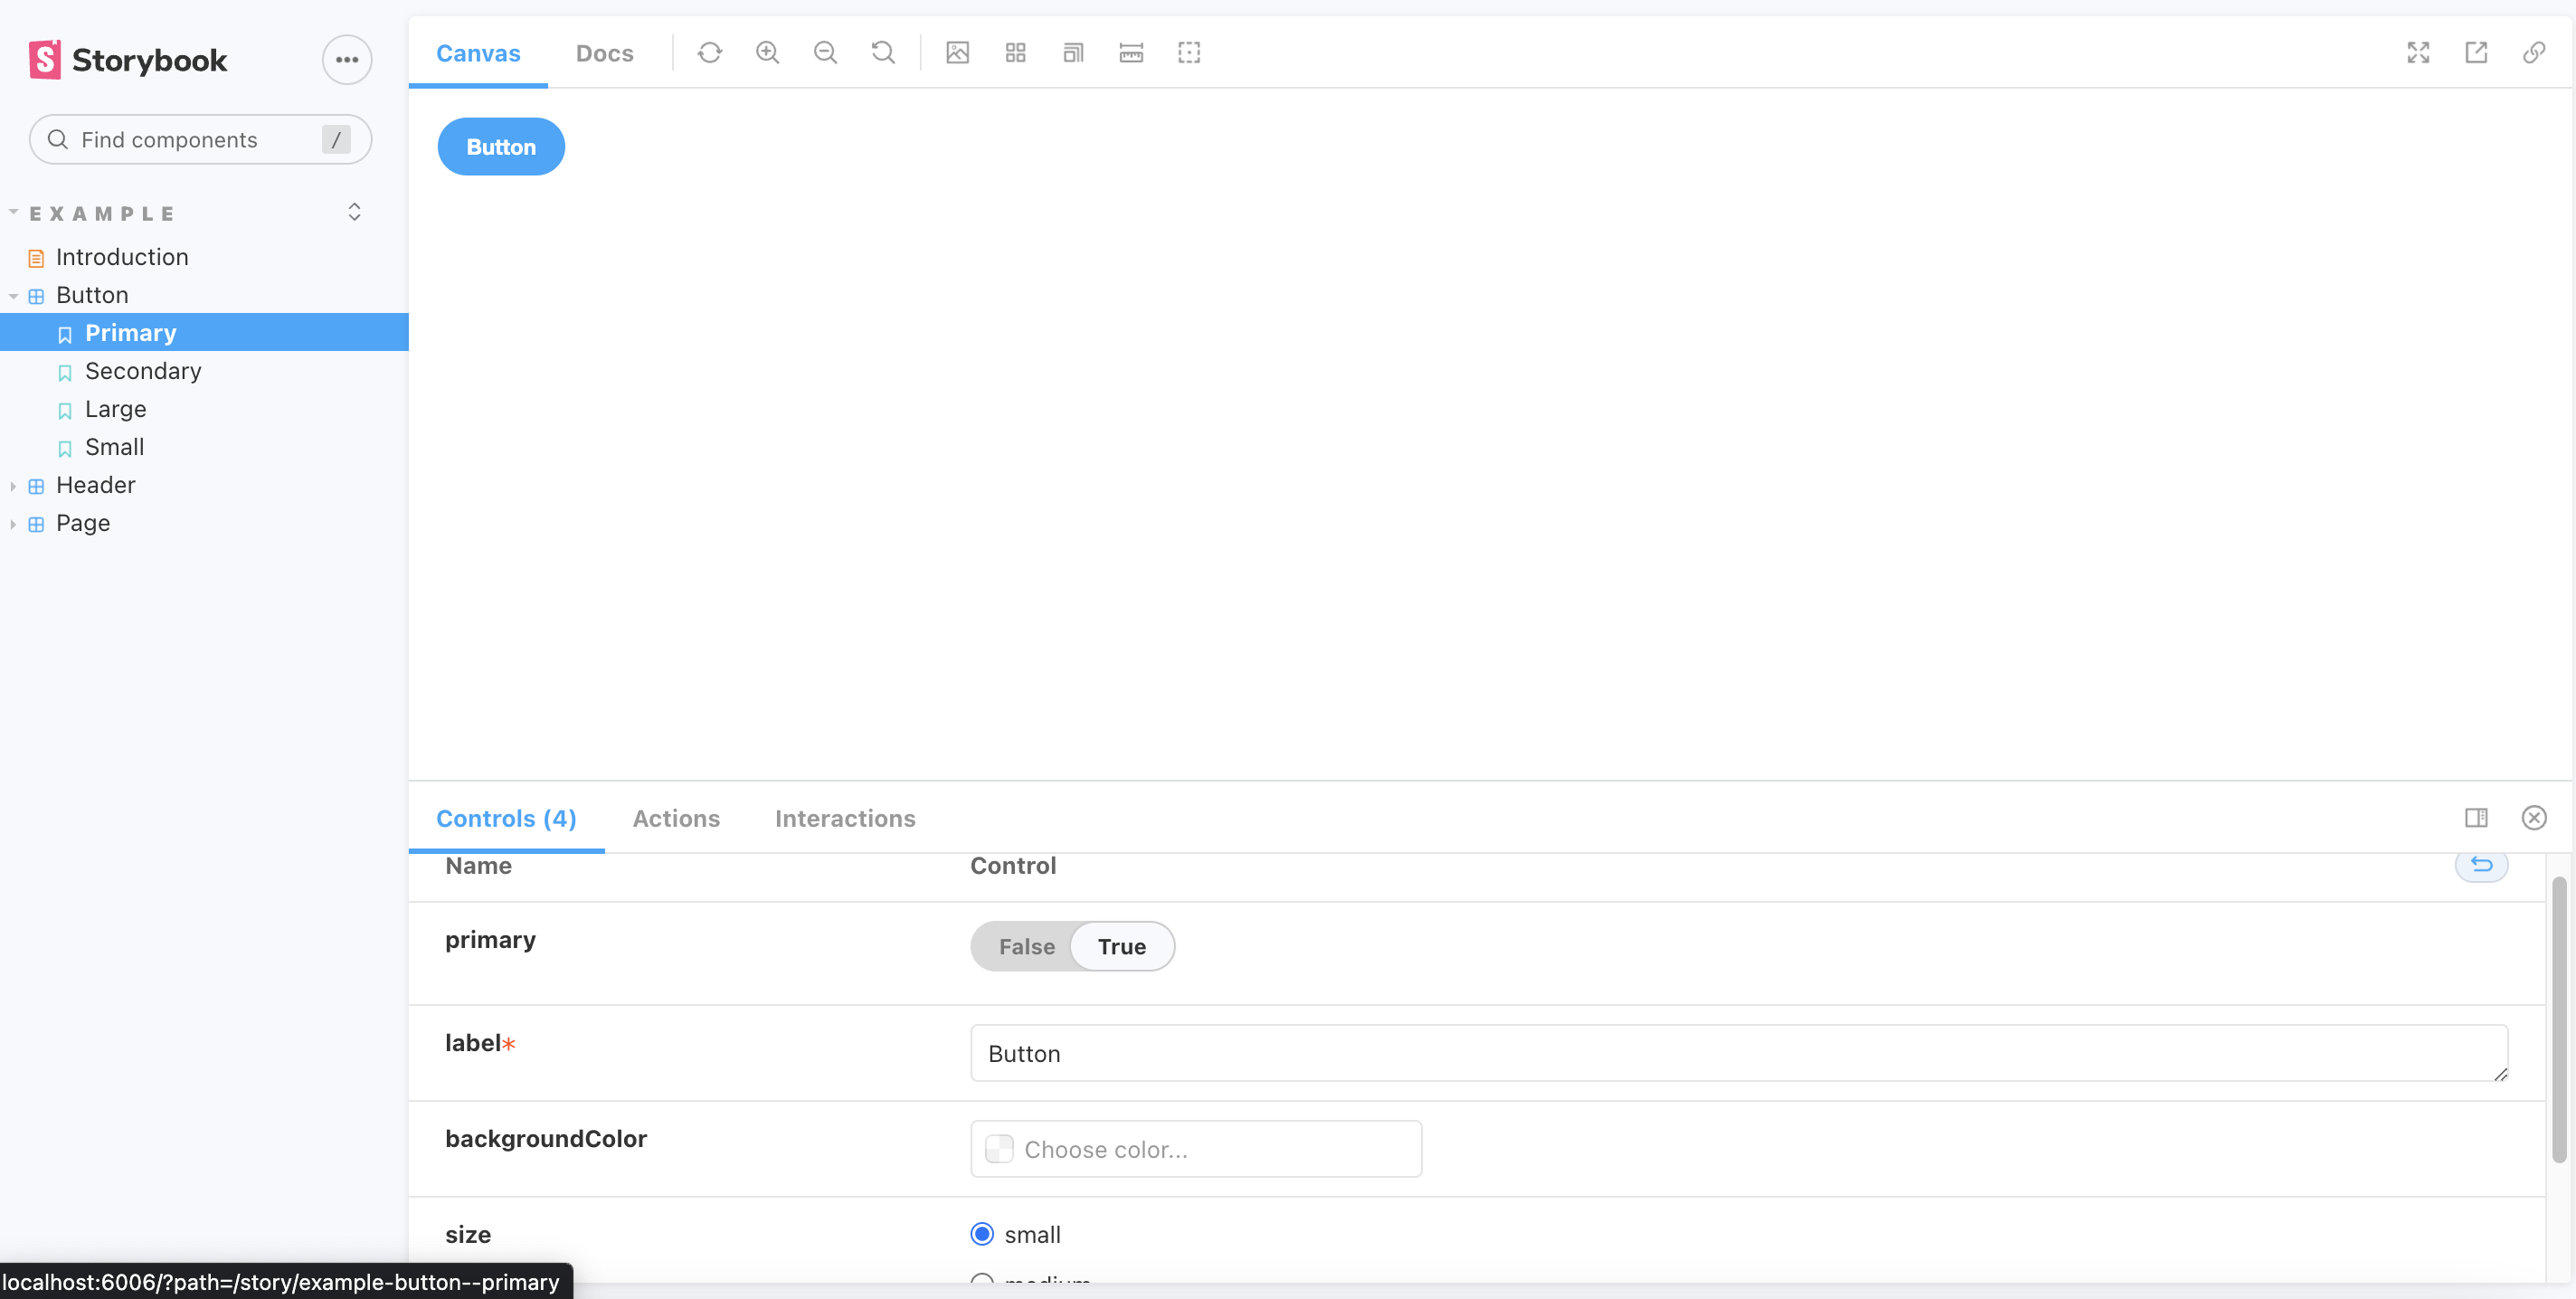 Storybook
Find components /
EXAMPLE
Introduction
Button
Primary
Secondary
Large
Small
Header
Page
Canvas Docs
Button
Controls (4) Actions Interactions
Name Control
primary False True
label* Button
backgroundColor Choose color...
size small
medium
localhost:6006/?path=/story/example-button--primary